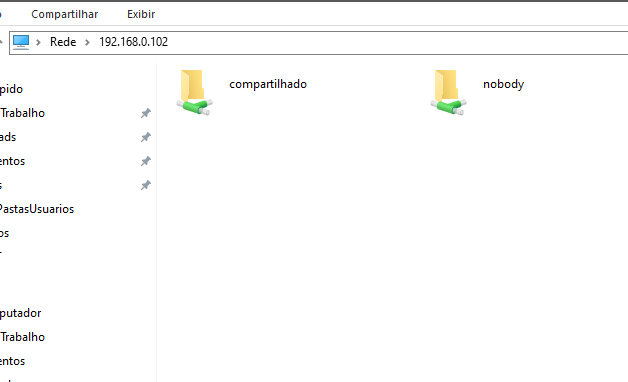 Compartilhar Exibir
Rede 192.168.0.102
compartilhado nobody
pido
Trabalho
ads
entos
s
PastasUsuarios
os
putador
Trabalho
entos